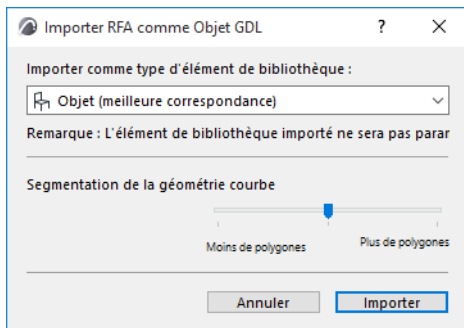 Importer RFA comme Objet GDL
Importer comme type d'élément de bibliothèque :
Objet (meilleure correspondance)
Remarque : L'élément de bibliothèque importé ne sera pas parar
Segmentation de la géométrie courbe
Moins de polygones
Plus de polygones
Annuler
Importer